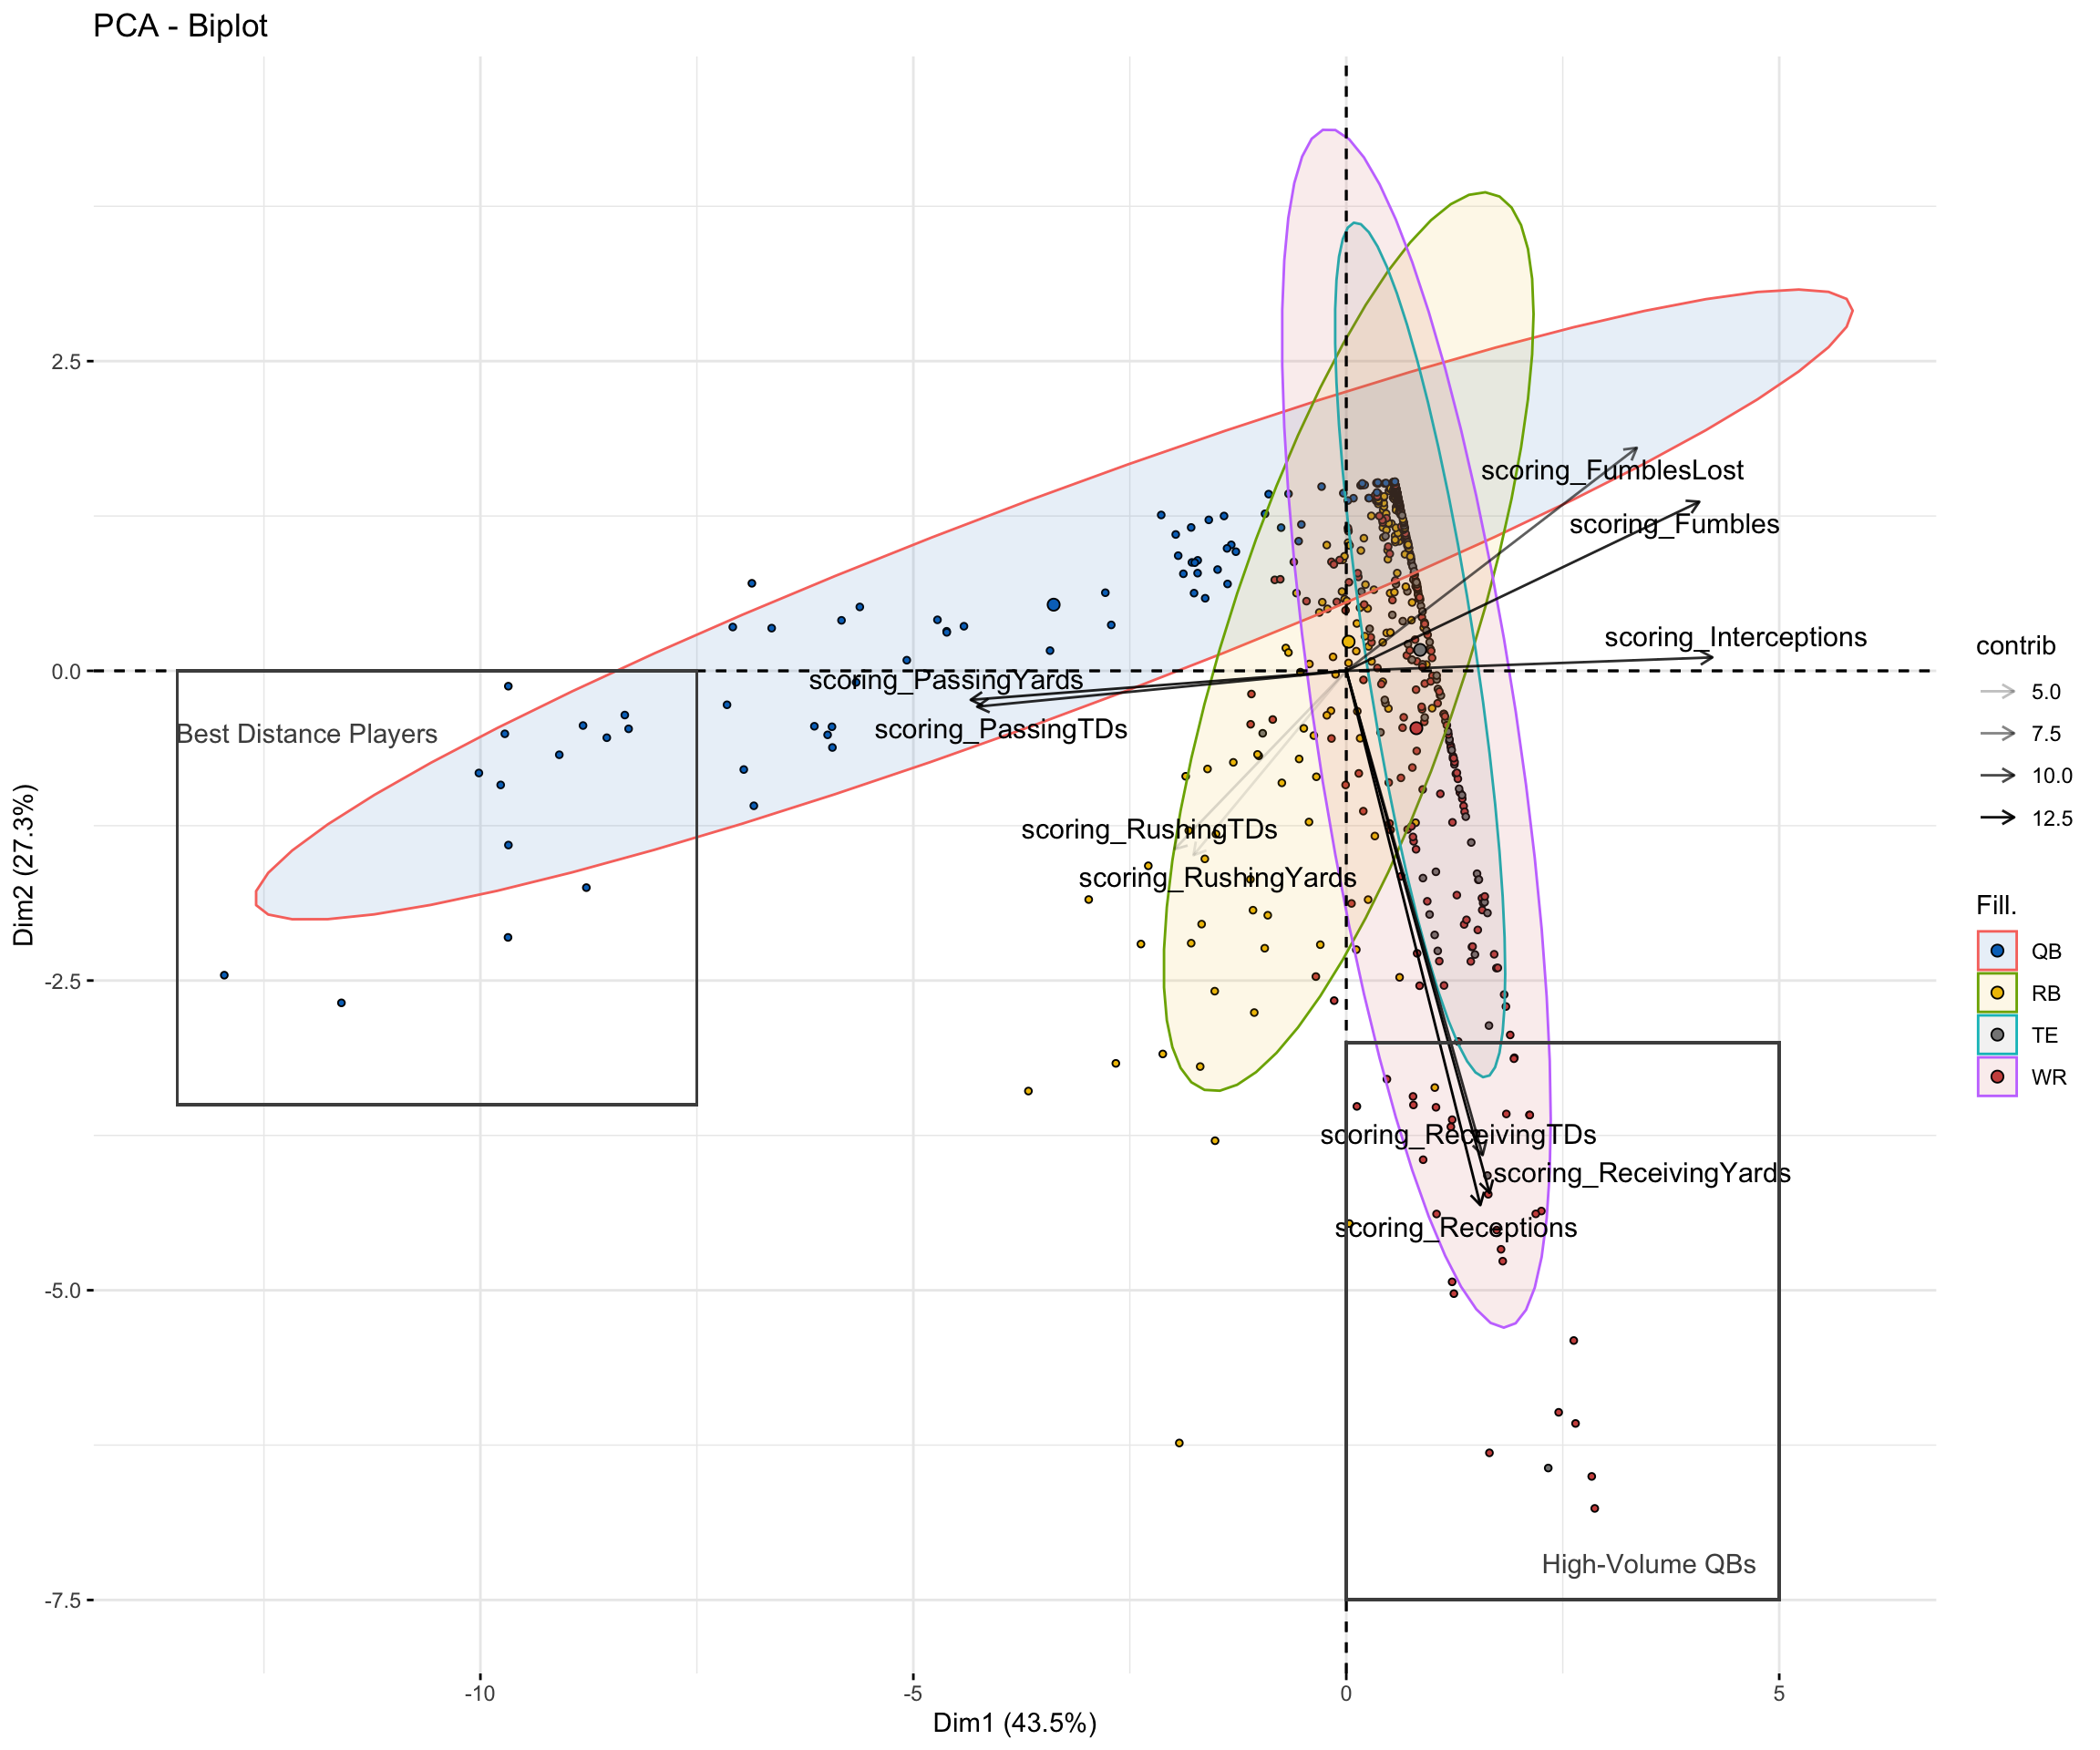 PCA - Biplot
2.5
0.0
-2.5
-5.0
-7.5
Dim2 (27.3%)
scoring_FumblesLost
scoring_Fumbles
scoring_Interceptions
scoring_PassingYards
scoring_PassingTDs
Best Distance Players
scoring_RushingTDs
scoring_RushingYards
scoring_ReceivingTDs
scoring_ReceivingYards
scoring_Receptions
High-Volume QBs
-10
-5
0
5
Dim1 (43.5%)
contrib
5.0
7.5
10.0
12.5
Fill.
QB
RB
TE
WR